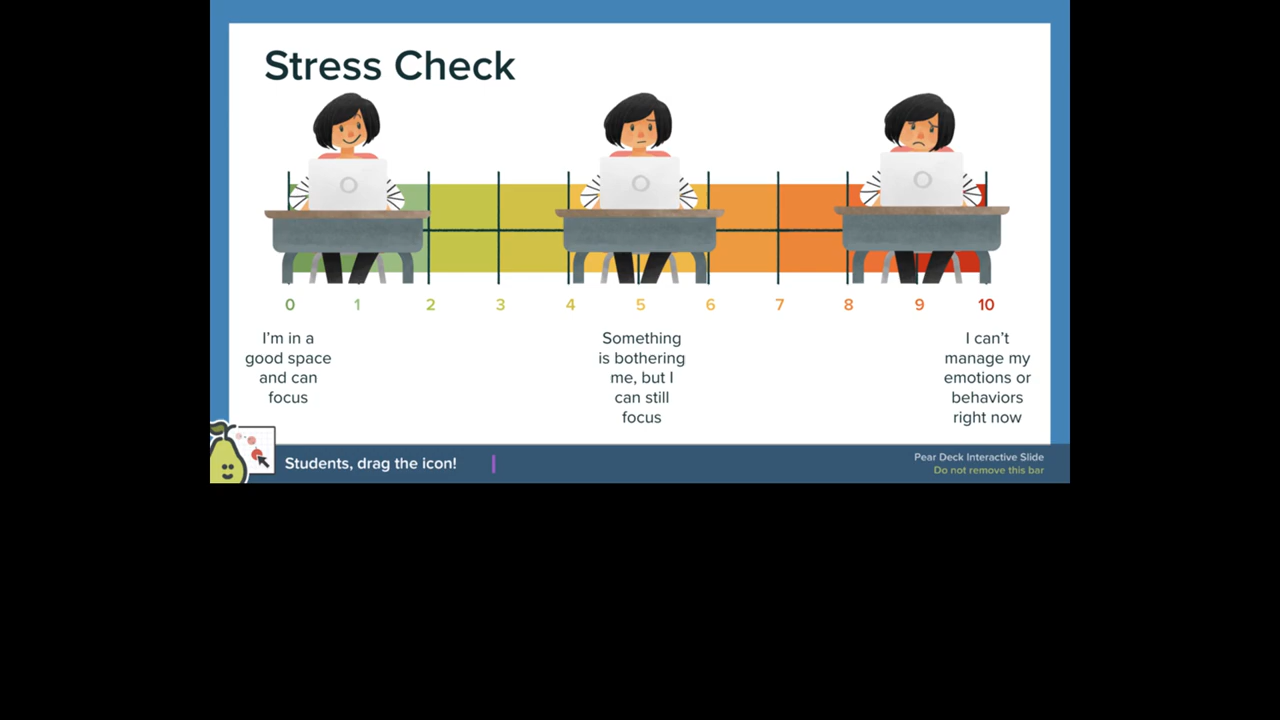 Stress Check
0 1 2 3 4 5 6 7 8 9 10
I'm in a
good space
and can
focus
Something
is bothering
me, but I
can still
focus
I can't
manage my
emotions or
behaviors
right now
Students, drag the icon!
Pear Deck Interactive Slide
Do not remove this bar